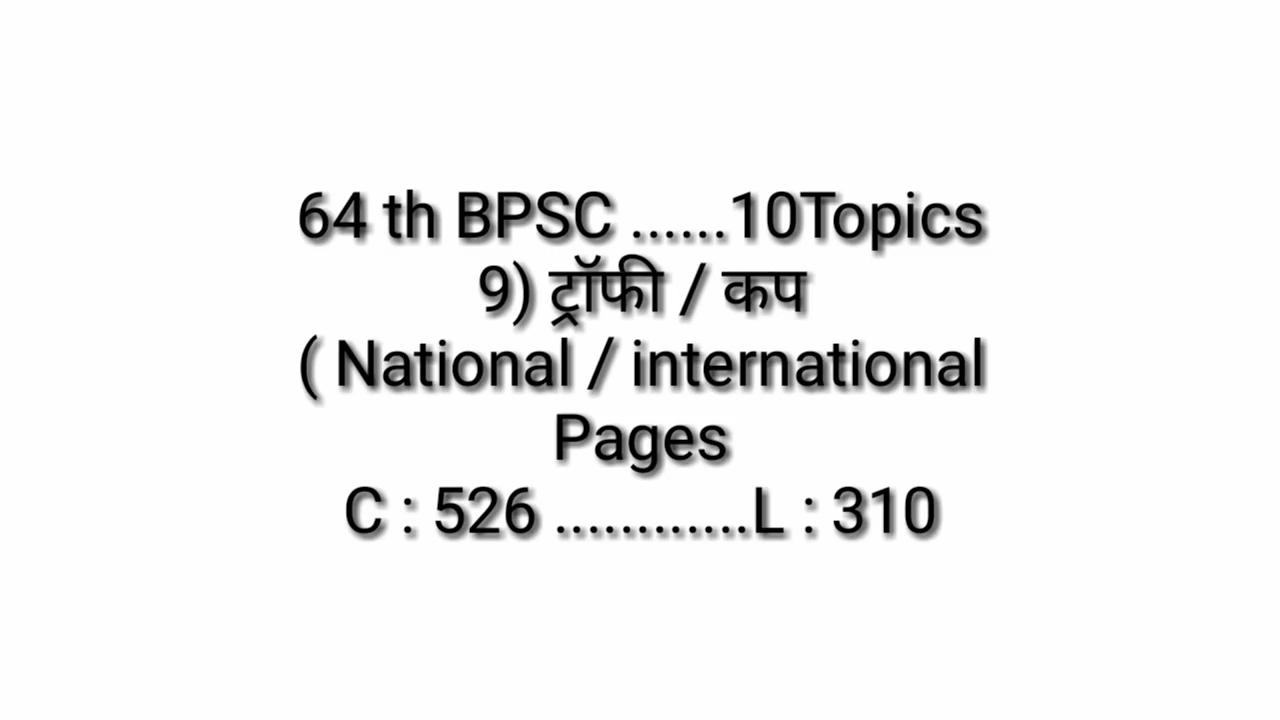 64 th BPSC ......10Topics
9) ट्रॉफी / कप
( National / international
Pages
C : 526 ............L : 310